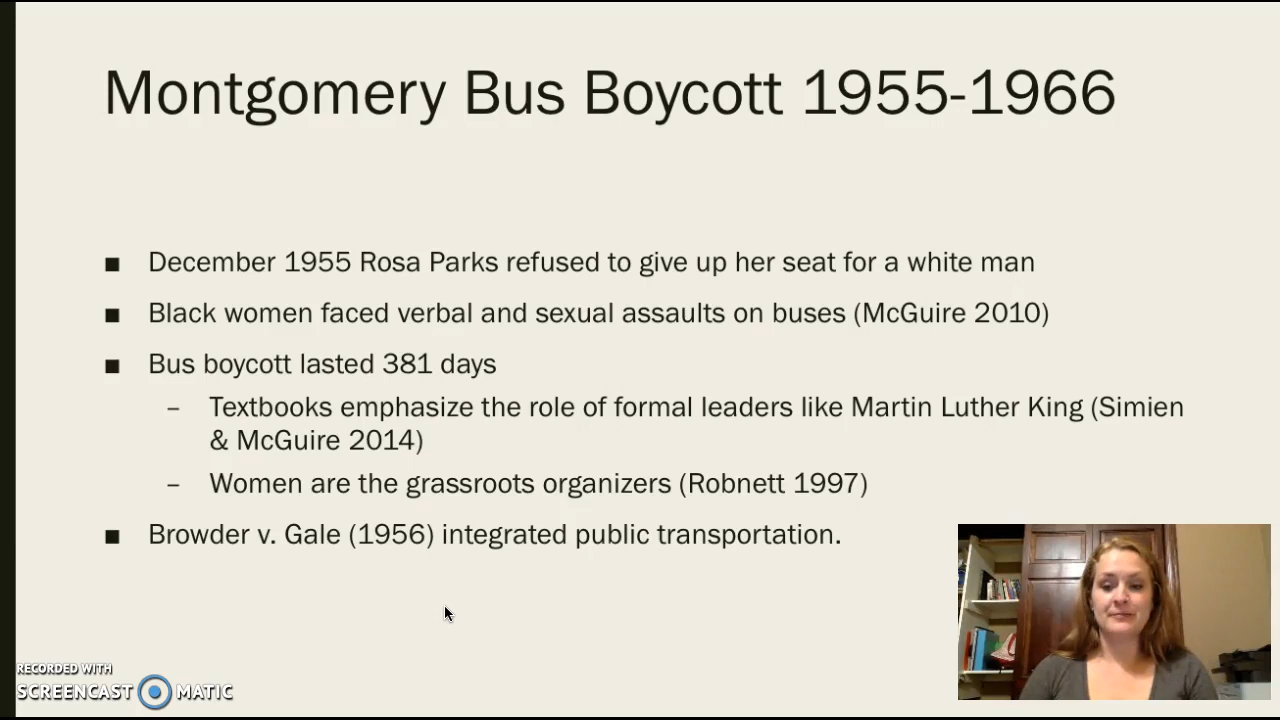 Montgomery Bus Boycott 1955-1966
■ December 1955 Rosa Parks refused to give up her seat for a white man
■ Black women faced verbal and sexual assaults on buses (McGuire 2010)
■ Bus boycott lasted 381 days
– Textbooks emphasize the role of formal leaders like Martin Luther King (Simien
& McGuire 2014)
– Women are the grassroots organizers (Robnett 1997)
■ Browder v. Gale (1956) integrated public transportation.
RECORDED WITH
SCREENCAST MATIC